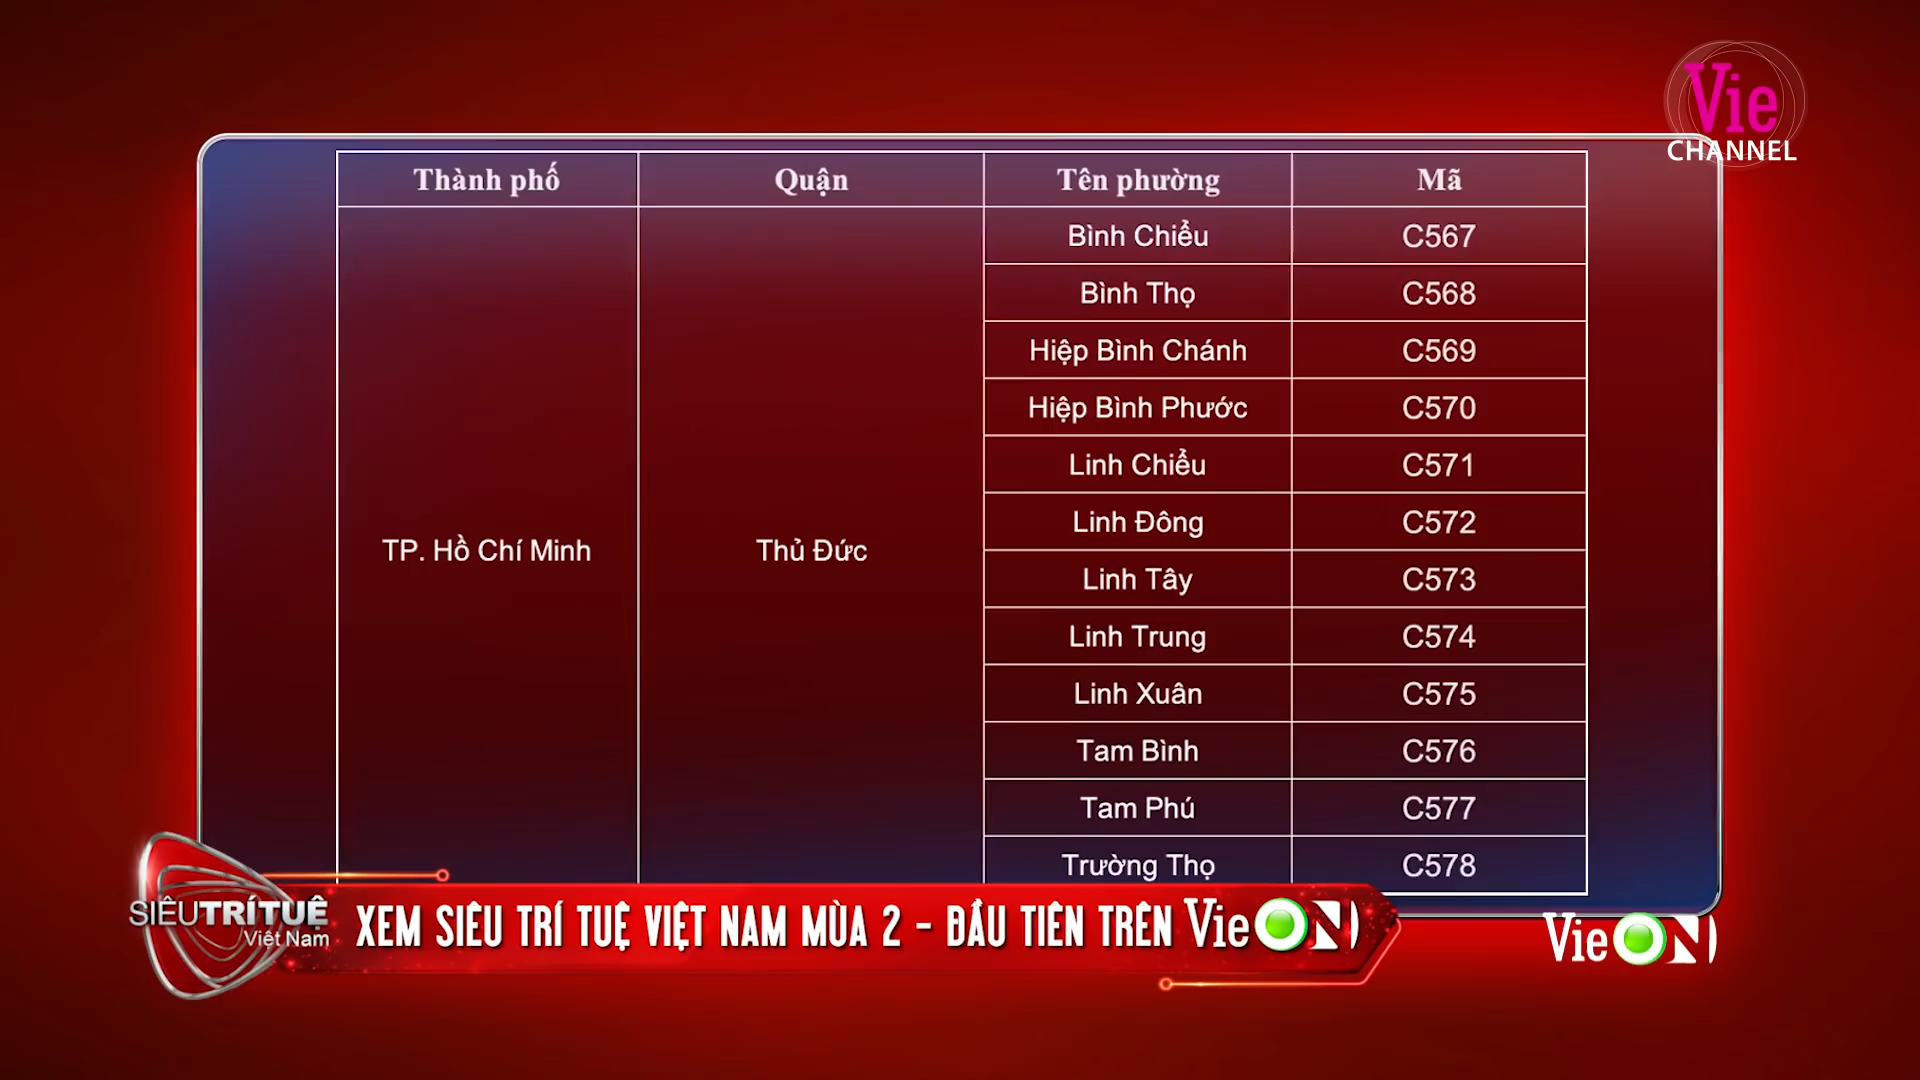 Vie
CHANNEL
Thành phố Quận Tên phường Mã
Bình Chiểu C567
Bình Thọ C568
Hiệp Bình Chánh C569
Hiệp Bình Phước C570
Linh Chiểu C571
Linh Đông C572
TP. Hồ Chí Minh Thủ Đức
Linh Tây C573
Linh Trung C574
Linh Xuân C575
Tam Bình C576
Tam Phú C577
Trường Thọ C578
SIÊU TRÍ TUỆ
Việt Nam
XEM SIÊU TRÍ TUỆ VIỆT NAM MÙA 2 - ĐẦU TIÊN TRÊN VieON
VieON